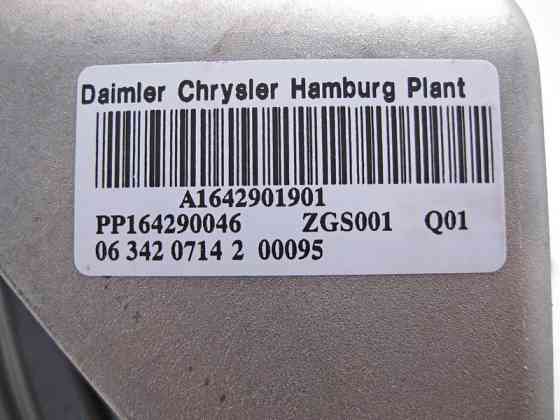 Daimler Chrysler Hamburg Plant
A1642901901
PP164290046 ZGS001 Q01
06 342 0714 2 00095